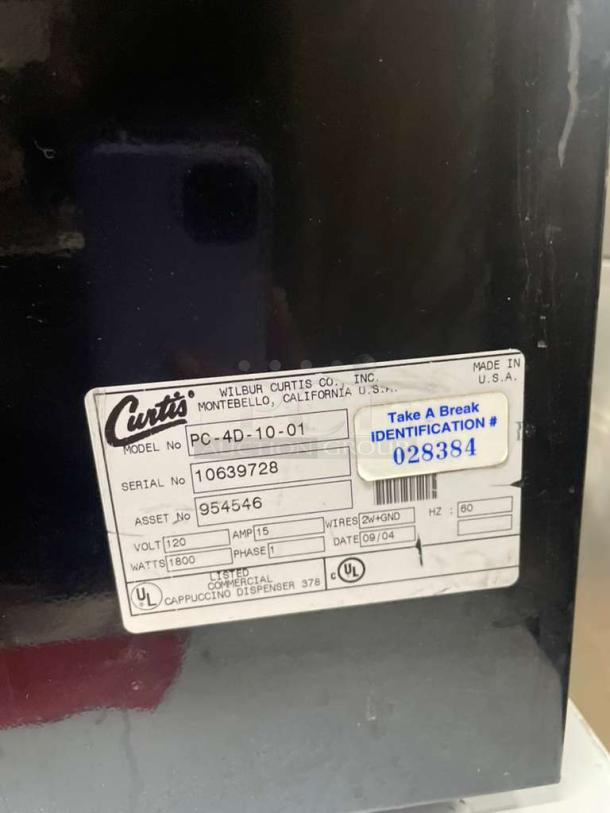 Curtis®
WILBUR CURTIS CO., INC.
MONTEBELLO, CALIFORNIA U.S.A.
MADE IN
U.S.A.
MODEL No PC-4D-10-01
SERIAL No 10639728
ASSET No 954546
Take A Break
IDENTIFICATION #
028384
VOLT 120 AMP 15 WIRES 2W+GND HZ : 60
WATTS 1800 PHASE 1 DATE 09/04
UL LISTED
COMMERCIAL
CAPPUCCINO DISPENSER 378
c UL
AUCTION GROUP